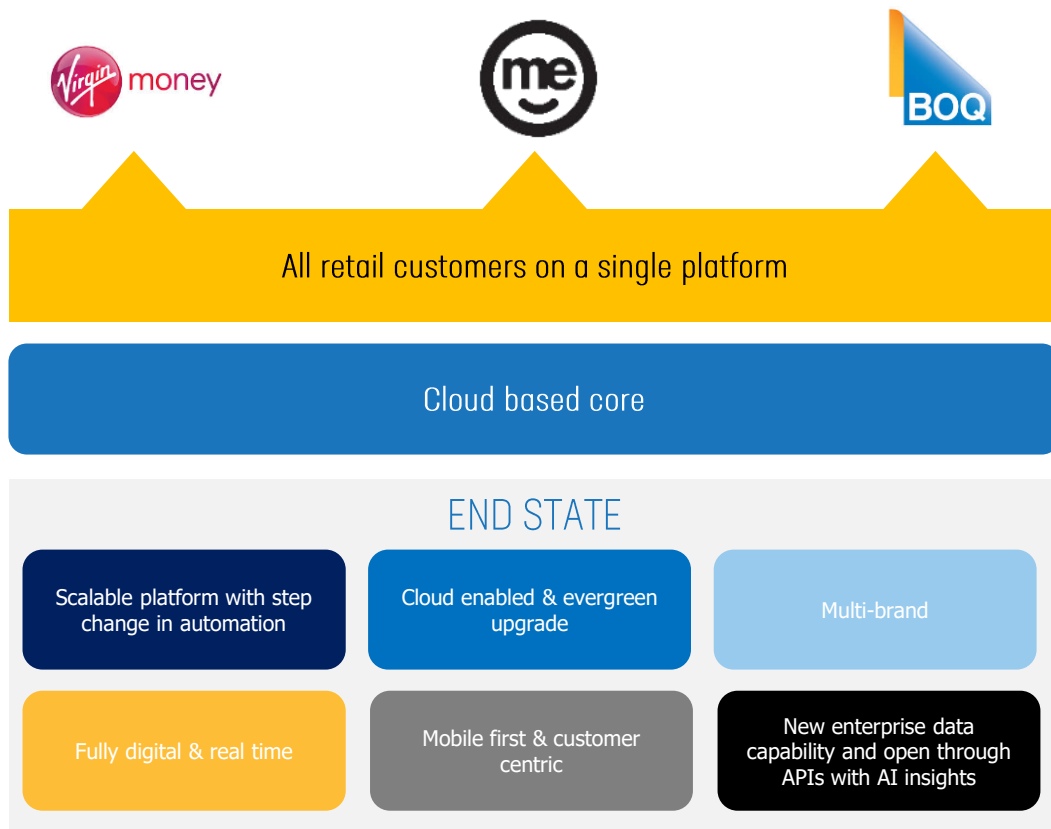 Virgin money
me
BOQ
All retail customers on a single platform
Cloud based core
END STATE
Scalable platform with step
change in automation
Cloud enabled & evergreen
upgrade
Multi-brand
Fully digital & real time
Mobile first & customer
centric
New enterprise data
capability and open through
APIs with AI insights